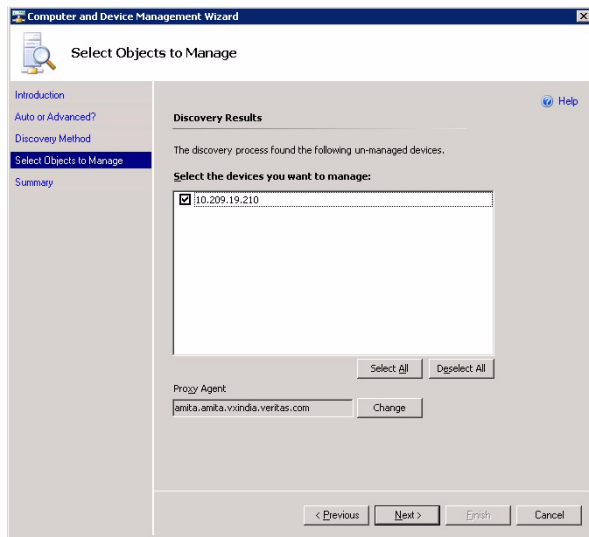 Computer and Device Management Wizard
Select Objects to Manage
Introduction
Auto or Advanced?
Discovery Method
Select Objects to Manage
Summary
Help
Discovery Results
The discovery process found the following un-managed devices.
Select the devices you want to manage:
10.209.19.210
Select All Deselect All
Proxy Agent
amita.amita.vxindia.veritas.com Change
< Previous Next > Finish Cancel